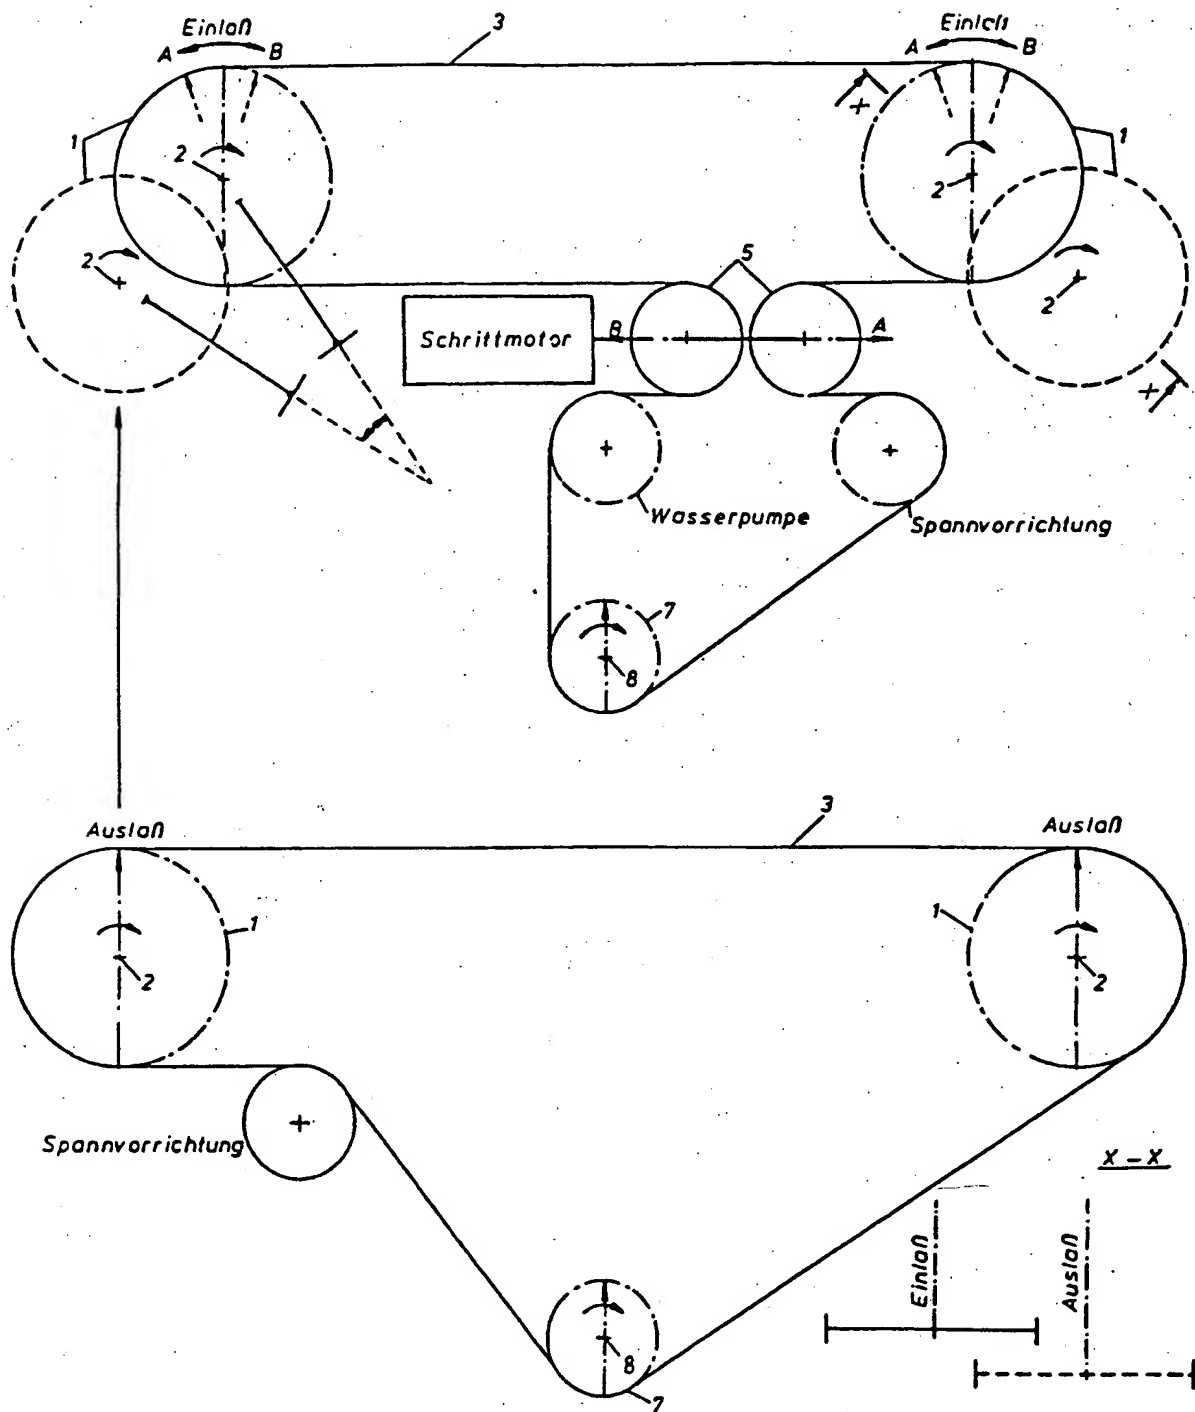 Einlaß
A B
3
Einlaß
A B
1
2
2
1
2
2
5
Schrittmotor
B A
Wasserpumpe
Spannvorrichtung
7
8
Auslaß
3
Auslaß
1
2
1
2
Spannvorrichtung
X – X
Einlaß
Auslaß
8
7